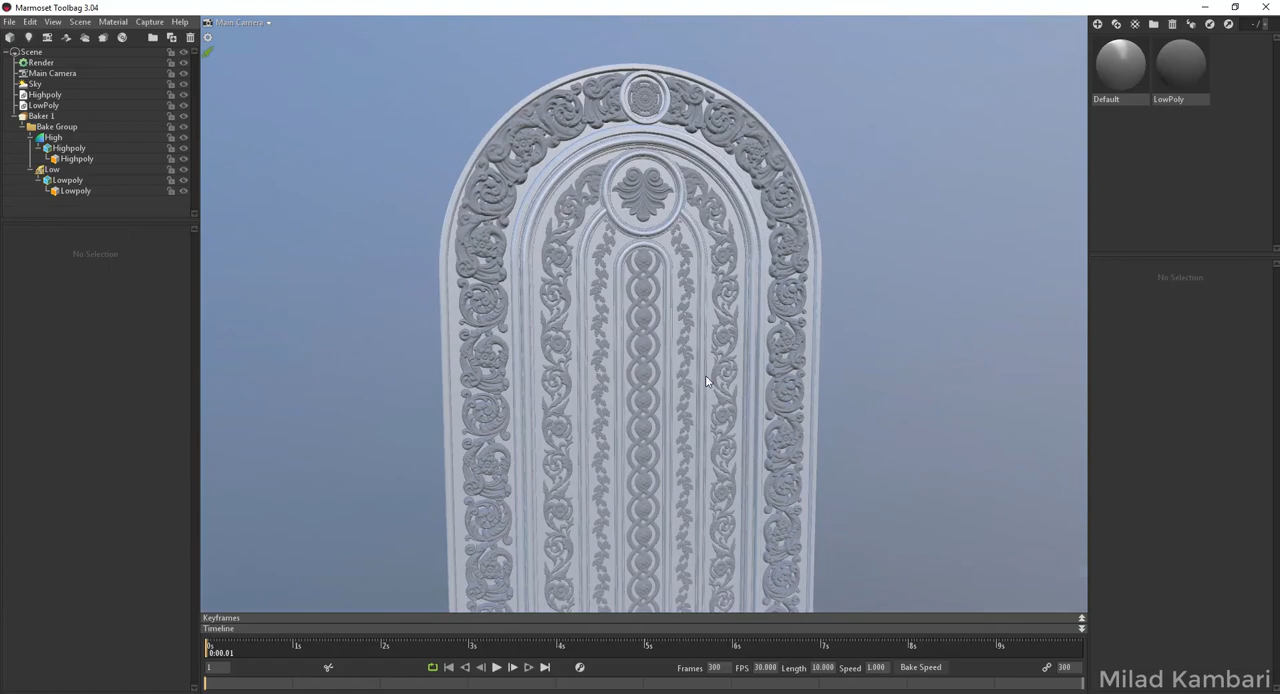 Marmoset Toolbag 3.04
File Edit View Scene Material Capture Help
Main Camera
Scene
Render
Main Camera
Sky
Highpoly
LowPoly
Baker 1
Bake Group
High
Highpoly
Highpoly
Low
Lowpoly
Lowpoly
No Selection
Default LowPoly
No Selection
Keyframes
Timeline
0s 1s 2s 3s 4s 5s 6s 7s 8s 9s
0:00.01
1 Frames 300 FPS 30.000 Length 10.000 Speed 1.000 Bake Speed 300
Milad Kambari